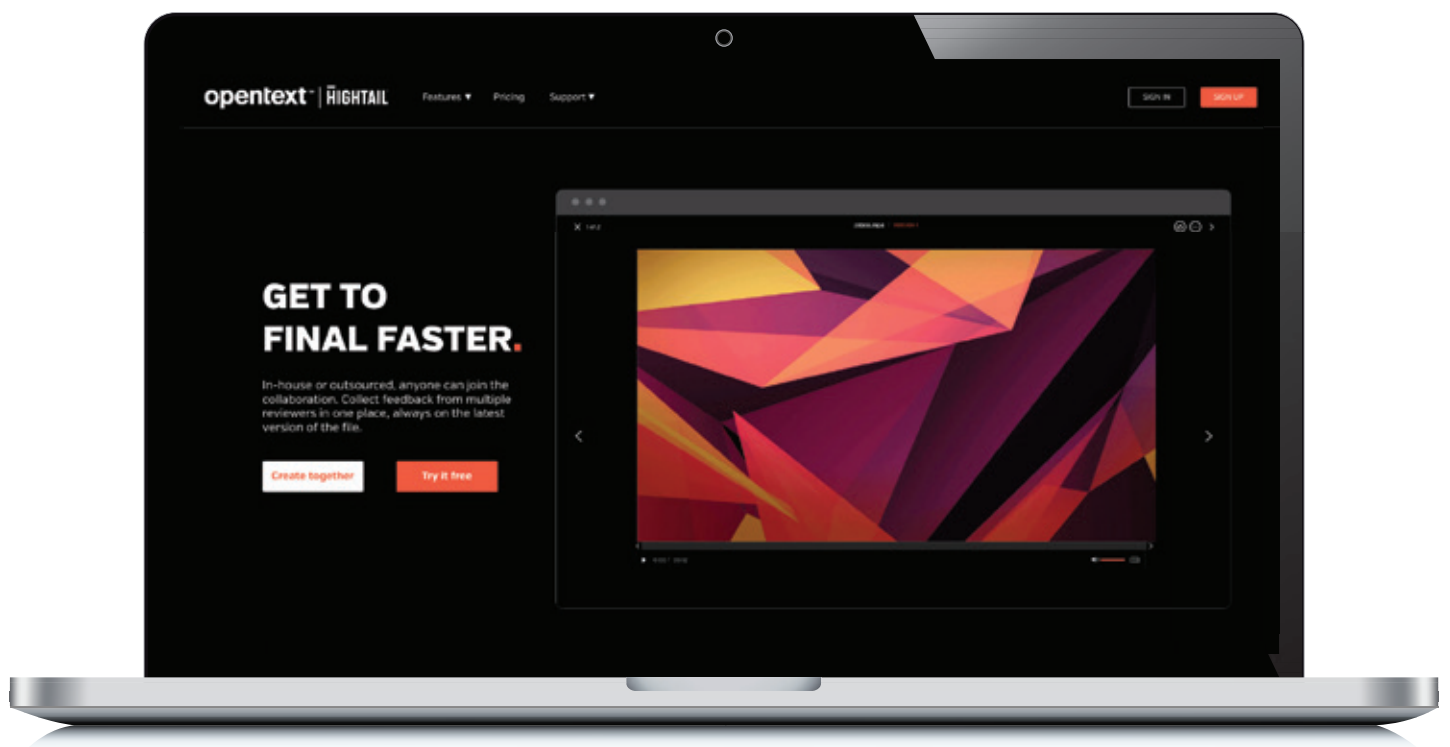 opentext™ | HIGHTAIL
Features ▼ Pricing Support ▼
SIGN IN SIGN UP
GET TO
FINAL FASTER.
In-house or outsourced, anyone can join the
collaboration. Collect feedback from multiple
reviewers in one place, always on the latest
version of the file.
Create together Try it free